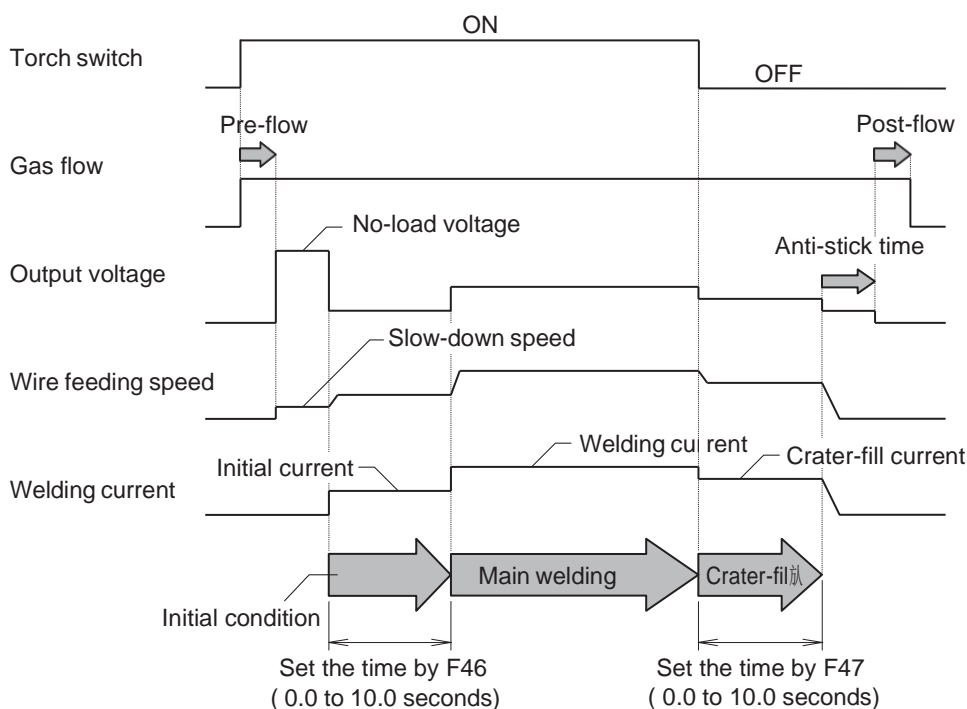 ON
Torch switch
OFF
Pre-flow
Post-flow
Gas flow
No-load voltage
Anti-stick time
Output voltage
Slow-down speed
Wire feeding speed
Welding current
Initial current
Crater-fill current
Welding current
Main welding
Crater-fil
Initial condition
Set the time by F46
( 0.0 to 10.0 seconds)
Set the time by F47
( 0.0 to 10.0 seconds)